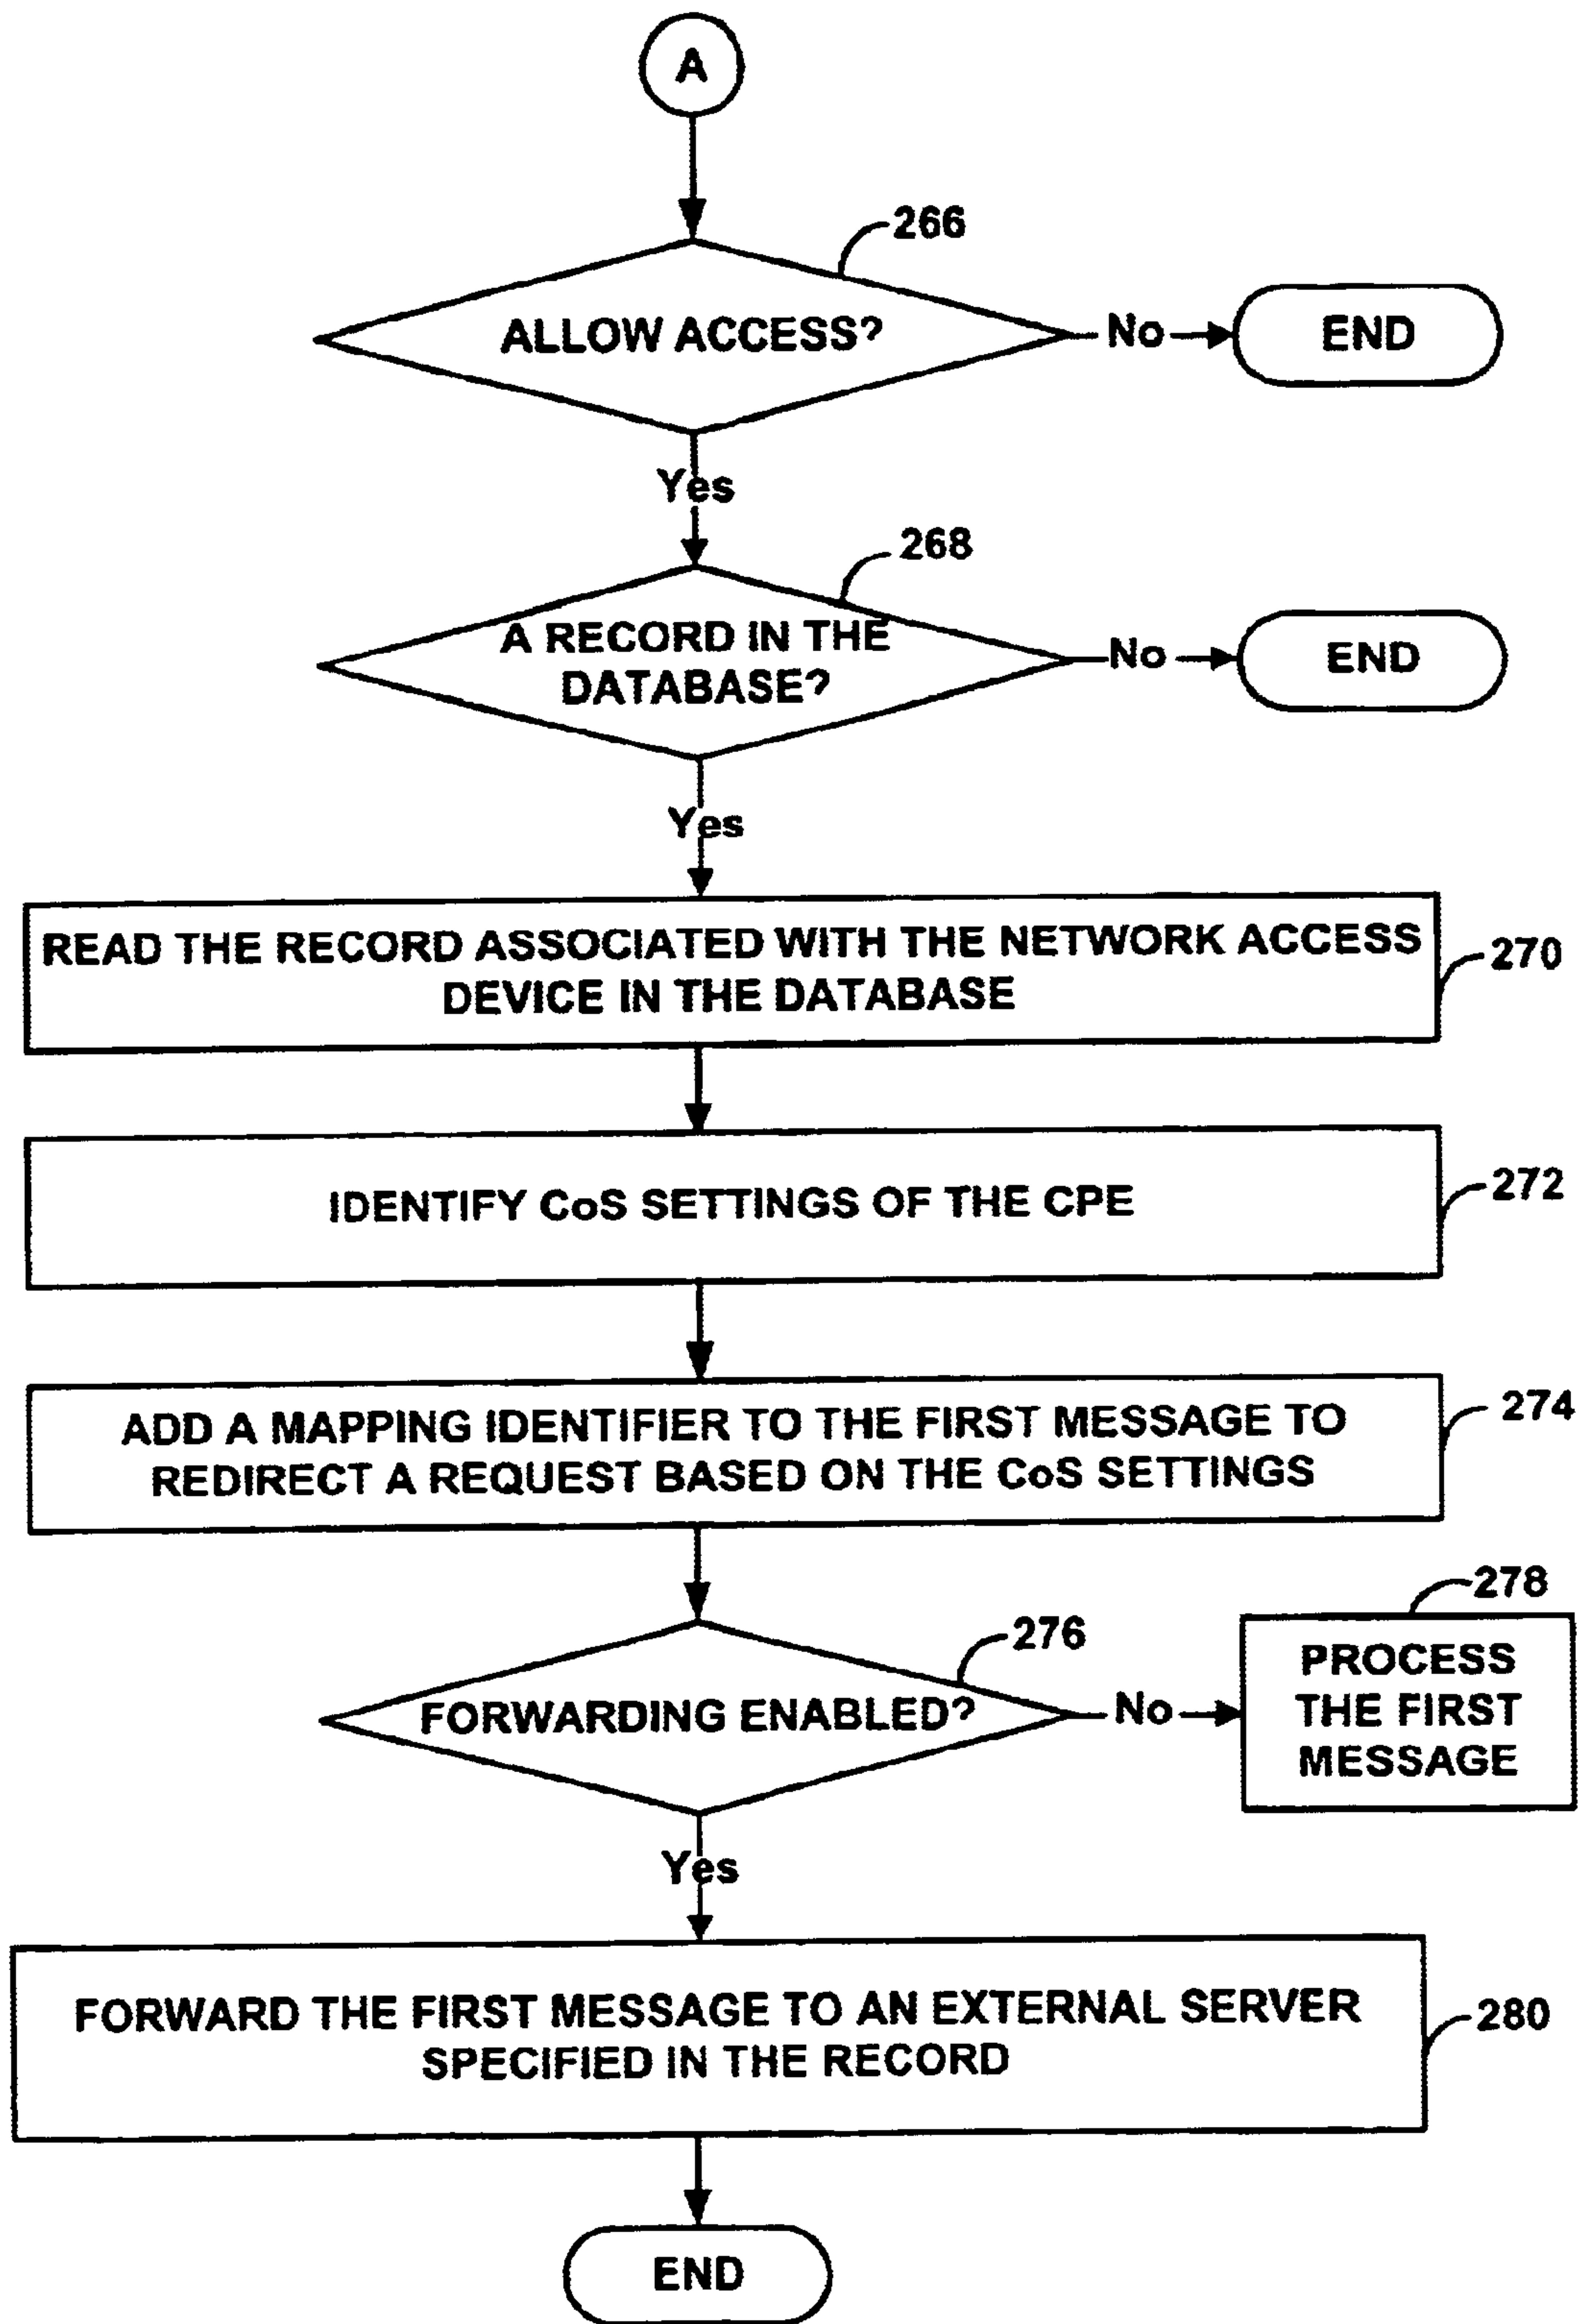 A
266
ALLOW ACCESS?
No
END
Yes
268
A RECORD IN THE
DATABASE?
No
END
Yes
READ THE RECORD ASSOCIATED WITH THE NETWORK ACCESS
DEVICE IN THE DATABASE
270
IDENTIFY CoS SETTINGS OF THE CPE
272
ADD A MAPPING IDENTIFIER TO THE FIRST MESSAGE TO
REDIRECT A REQUEST BASED ON THE CoS SETTINGS
274
276
FORWARDING ENABLED?
No
278
PROCESS
THE FIRST
MESSAGE
Yes
FORWARD THE FIRST MESSAGE TO AN EXTERNAL SERVER
SPECIFIED IN THE RECORD
280
END